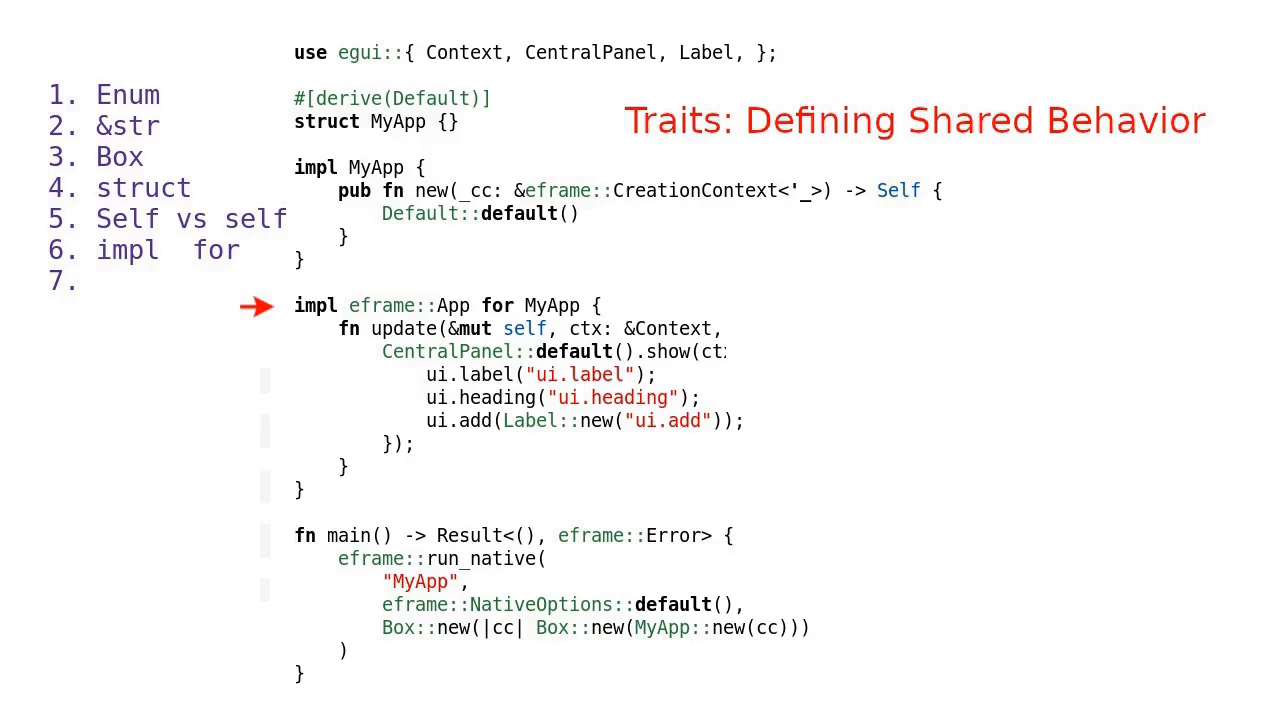 use egui::{ Context, CentralPanel, Label, };
1. Enum
2. &str
3. Box
4. struct
5. Self vs self
6. impl  for
7.
#[derive(Default)]
struct MyApp {}
Traits: Defining Shared Behavior
impl MyApp {
    pub fn new(_cc: &eframe::CreationContext<'_>) -> Self {
        Default::default()
    }
}
impl eframe::App for MyApp {
    fn update(&mut self, ctx: &Context,
        CentralPanel::default().show(ct
            ui.label("ui.label");
            ui.heading("ui.heading");
            ui.add(Label::new("ui.add"));
        });
    }
}
fn main() -> Result<(), eframe::Error> {
    eframe::run_native(
        "MyApp",
        eframe::NativeOptions::default(),
        Box::new(|cc| Box::new(MyApp::new(cc)))
    )
}